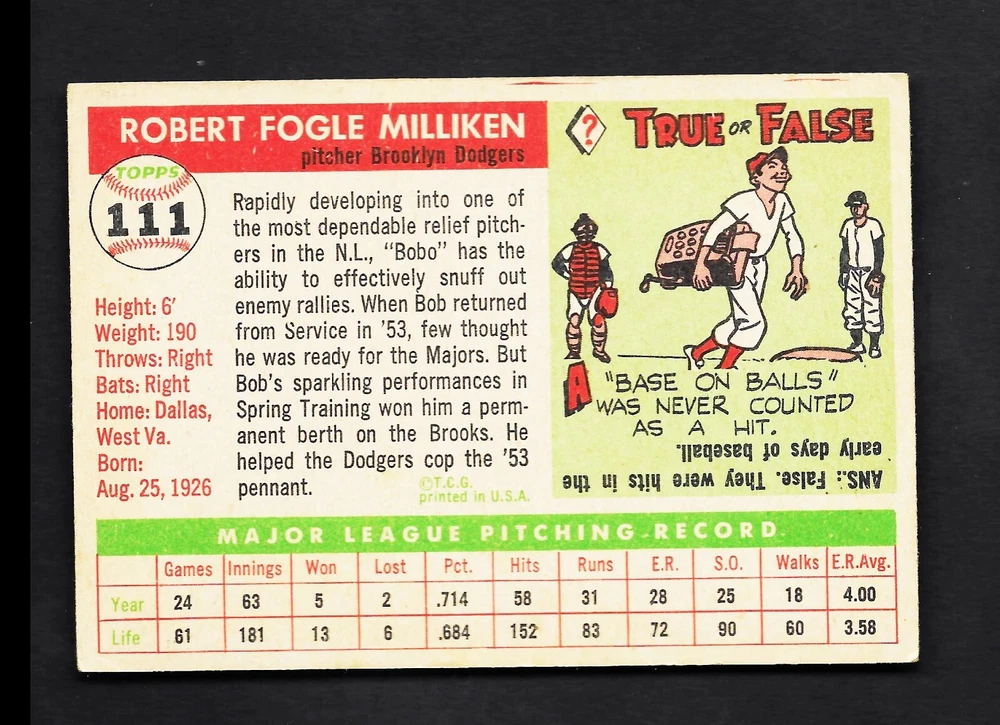 ROBERT FOGLE MILLIKEN
pitcher Brooklyn Dodgers
TOPPS
111
Height: 6'
Weight: 190
Throws: Right
Bats: Right
Home: Dallas,
West Va.
Born:
Aug. 25, 1926
Rapidly developing into one of
the most dependable relief pitch-
ers in the N.L., "Bobo" has the
ability to effectively snuff out
enemy rallies. When Bob returned
from Service in '53, few thought
he was ready for the Majors. But
Bob's sparkling performances in
Spring Training won him a perm-
anent berth on the Brooks. He
helped the Dodgers cop the '53
pennant.
©T.C.G.
printed in U.S.A.
?
TRUE OR FALSE
A "BASE ON BALLS"
WAS NEVER COUNTED
AS A HIT.
ANS.: False. They were hits in the
early days of baseball.
MAJOR LEAGUE PITCHING RECORD
Games Innings Won Lost Pct. Hits Runs E.R. S.O. Walks E.R.Avg.
Year 24 63 5 2 .714 58 31 28 25 18 4.00
Life 61 181 13 6 .684 152 83 72 90 60 3.58